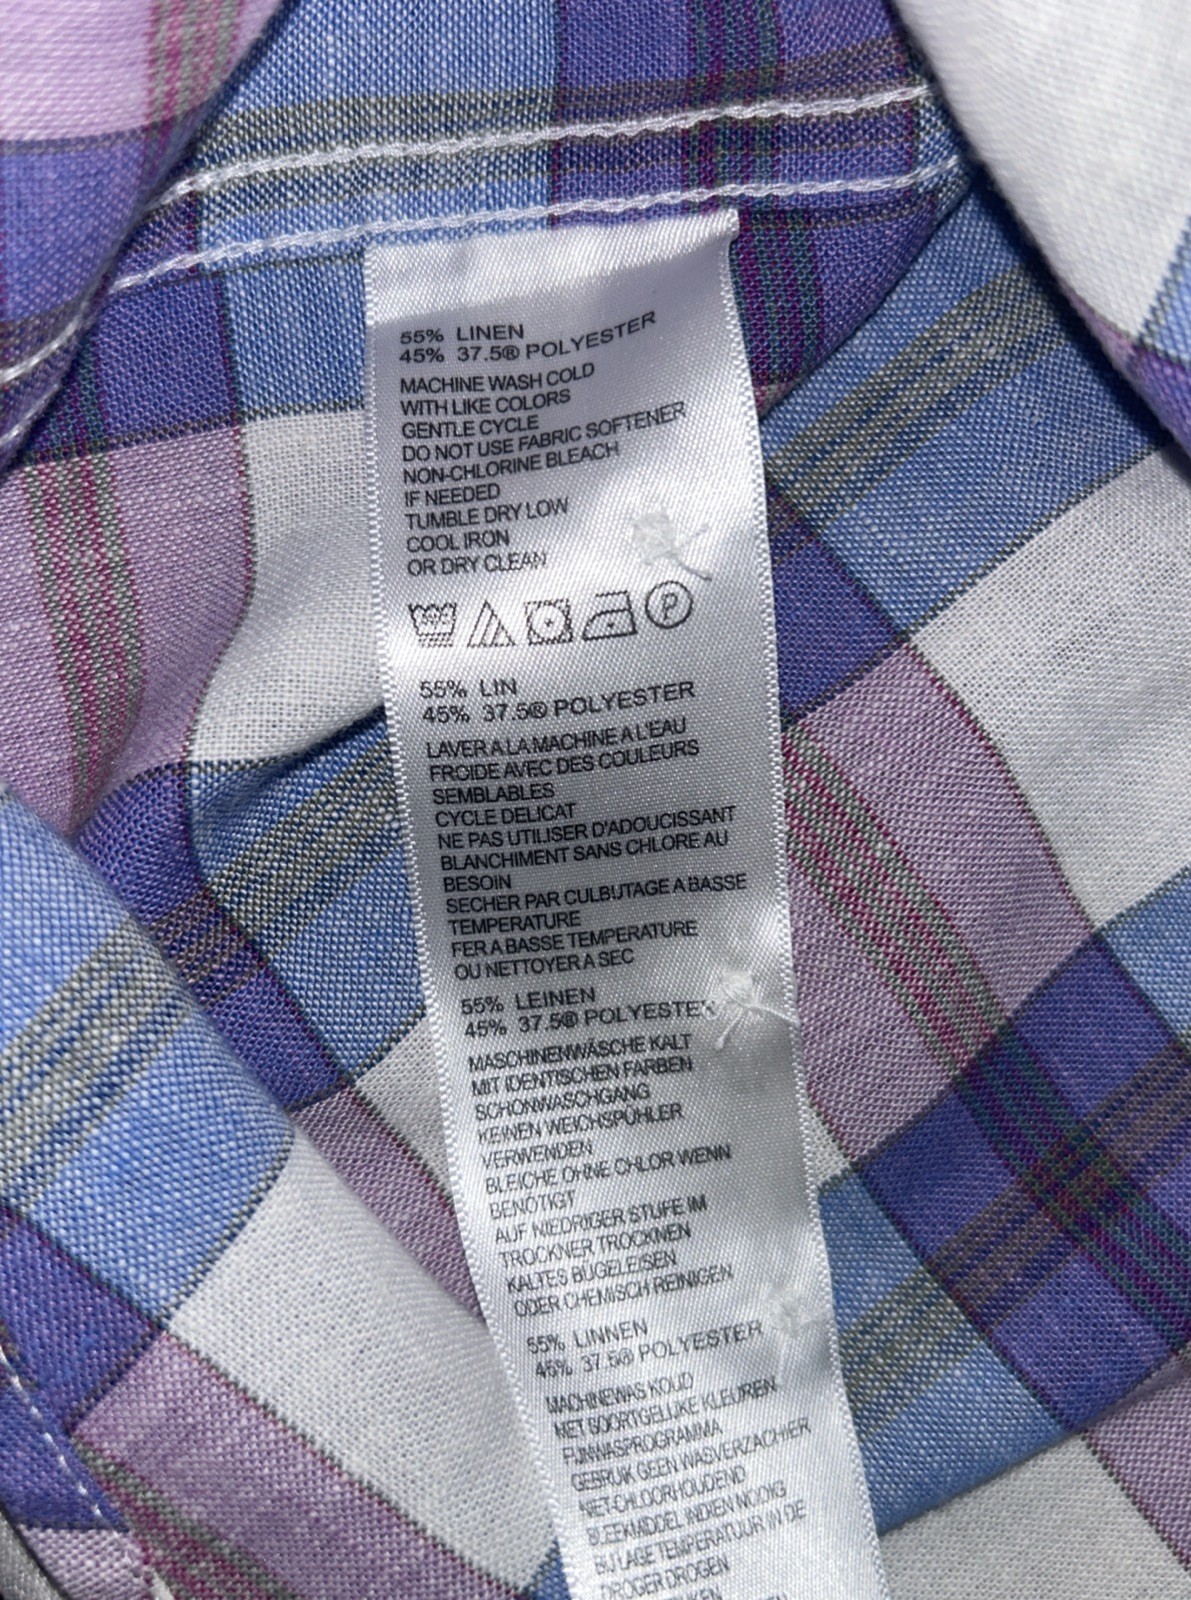 55% LINEN
45% 37.5® POLYESTER
MACHINE WASH COLD
WITH LIKE COLORS
GENTLE CYCLE
DO NOT USE FABRIC SOFTENER
NON-CHLORINE BLEACH
IF NEEDED
TUMBLE DRY LOW
COOL IRON
OR DRY CLEAN
P
55% LIN
45% 37.5® POLYESTER
LAVER A LA MACHINE A L'EAU
FROIDE AVEC DES COULEURS
SEMBLABLES
CYCLE DELICAT
NE PAS UTILISER D'ADOUCISSANT
BLANCHIMENT SANS CHLORE AU
BESOIN
SECHER PAR CULBUTAGE A BASSE
TEMPERATURE
FER A BASSE TEMPERATURE
OU NETTOYER A SEC
55% LEINEN
45% 37.5® POLYESTER
MASCHINENWÄSCHE KALT
MIT IDENTISCHEN FARBEN
SCHONWASCHGANG
KEINEN WEICHSPÜHLER
VERWENDEN
BLEICHE OHNE CHLOR WENN
BENÖTIGT
AUF NIEDRIGER STUFE IM
TROCKNER TROCKNEN
KALTES BÜGELEISEN
ODER CHEMISCH REINIGEN
55% LINNEN
45% 37.5® POLYESTER
MACHINEWAS KOUD
MET SOORTGELIJKE KLEUREN
FIJNWASPROGRAMMA
GEBRUIK GEEN WASVERZACHER
NIET-CHLOORHOUDEND
BLEEKMIDDEL INDIEN NODIG
BIJ LAGE TEMPERATUUR IN DE
DROGER DROGEN